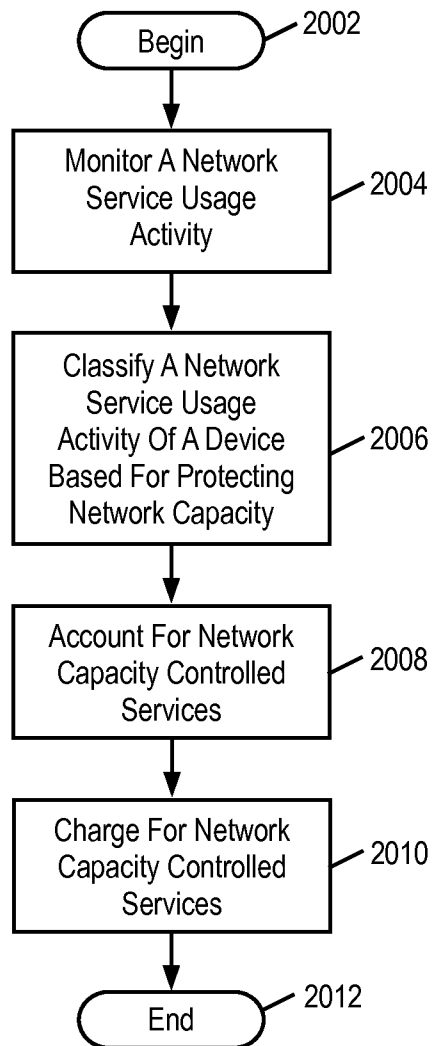 Begin
2002
Monitor A Network
Service Usage
Activity
2004
Classify A Network
Service Usage
Activity Of A Device
Based For Protecting
Network Capacity
2006
Account For Network
Capacity Controlled
Services
2008
Charge For Network
Capacity Controlled
Services
2010
End
2012